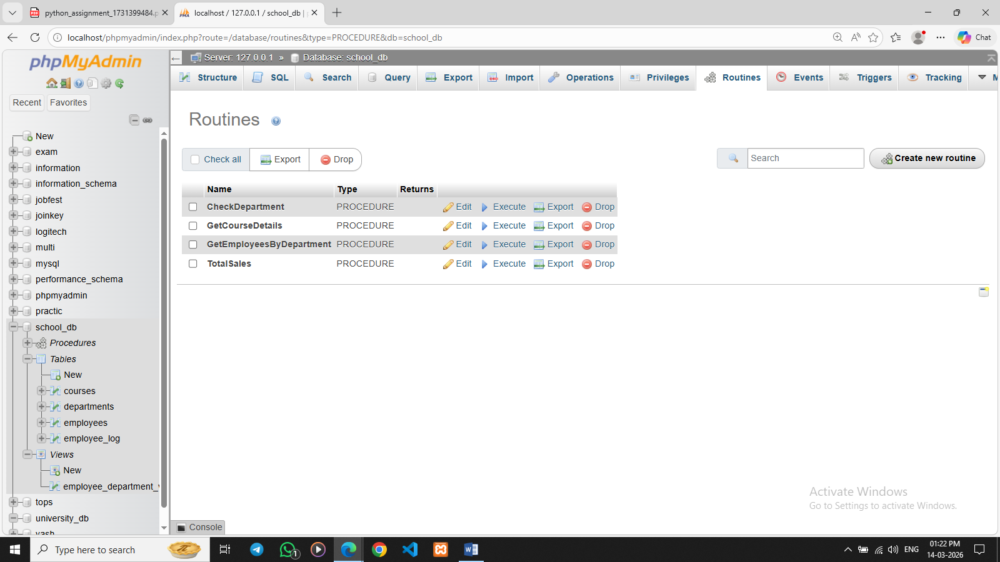 python_assignment_1731399484.p
localhost / 127.0.0.1 / school_db | p
localhost/phpmyadmin/index.php?route=/database/routines&type=PROCEDURE&db=school_db
Chat
phpMyAdmin
Recent Favorites
New
exam
information
information_schema
jobfest
joinkey
logitech
multi
mysql
performance_schema
phpmyadmin
practic
school_db
Procedures
Tables
New
courses
departments
employees
employee_log
Views
New
employee_department_v
tops
university_db
yash
Server: 127.0.0.1 » Database: school_db
Structure SQL Search Query Export Import Operations Privileges Routines Events Triggers Tracking M
Routines
Check all Export Drop
Search
Create new routine
Name Type Returns
CheckDepartment PROCEDURE Edit Execute Export Drop
GetCourseDetails PROCEDURE Edit Execute Export Drop
GetEmployeesByDepartment PROCEDURE Edit Execute Export Drop
TotalSales PROCEDURE Edit Execute Export Drop
Activate Windows
Go to Settings to activate Windows.
Console
Type here to search
1
ENG
01:22 PM
14-03-2026